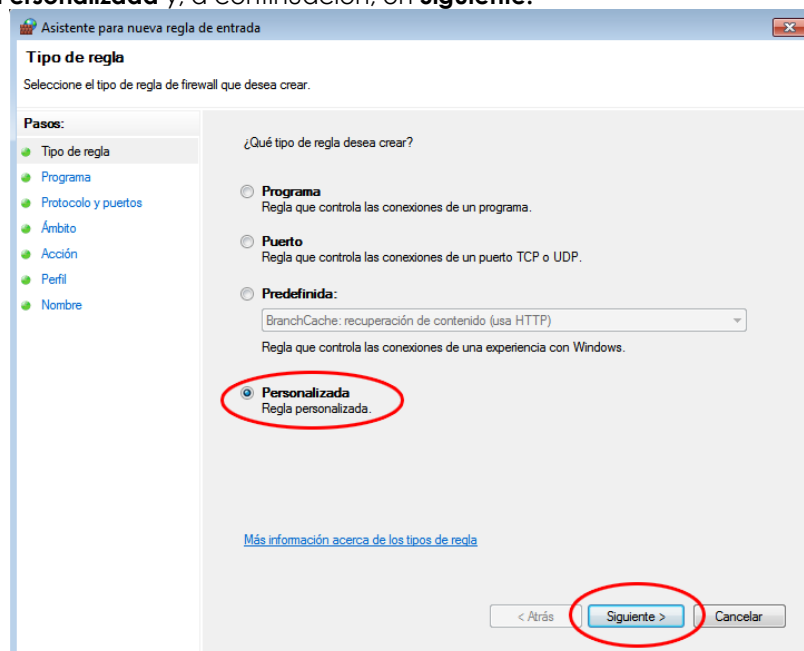 Personalizada y, a continuación, en Siguiente.
Asistente para nueva regla de entrada
Tipo de regla
Seleccione el tipo de regla de firewall que desea crear.
Pasos:
Tipo de regla
Programa
Protocolo y puertos
Ámbito
Acción
Perfil
Nombre
¿Qué tipo de regla desea crear?
Programa
Regla que controla las conexiones de un programa.
Puerto
Regla que controla las conexiones de un puerto TCP o UDP.
Predefinida:
BranchCache: recuperación de contenido (usa HTTP)
Regla que controla las conexiones de una experiencia con Windows.
Personalizada
Regla personalizada.
Más información acerca de los tipos de regla
< Atrás
Siguiente >
Cancelar